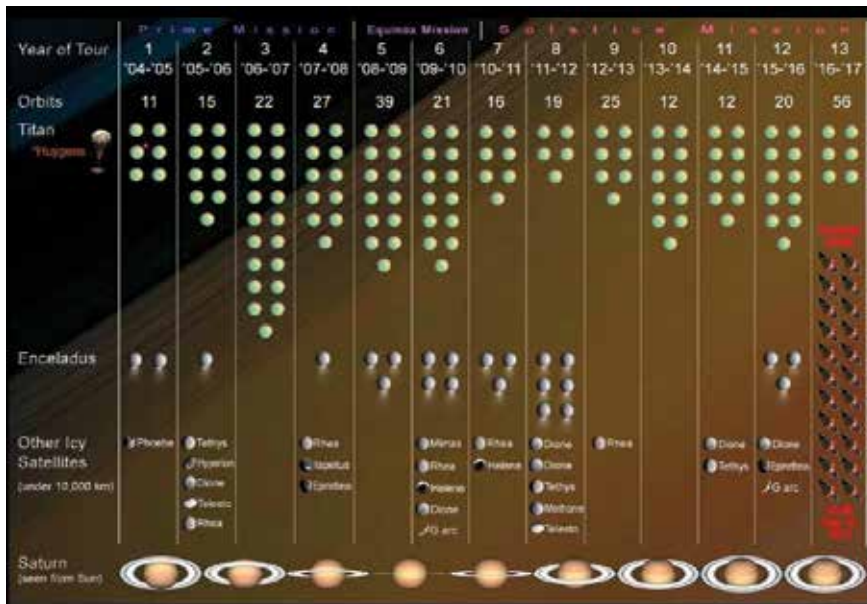 Prime Mission Equinox Mission Solstice Mission
Year of Tour 1 2 3 4 5 6 7 8 9 10 11 12 13
'04-'05 '05-'06 '06-'07 '07-'08 '08-'09 '09-'10 '10-'11 '11-'12 '12-'13 '13-'14 '14-'15 '15-'16 '16-'17
Orbits 11 15 22 27 39 21 16 19 25 12 12 20 56
Titan
*Huygens
Enceladus
Other Icy
Satellites
(under 10,000 km)
Phoebe
Tethys
Hyperion
Dione
Telesto
Rhea
Rhea
Iapetus
Epimetheus
Mimas
Rhea
Helene
Dione
G arc
Rhea
Helene
Dione
Dione
Tethys
Methone
Telesto
Rhea
Dione
Tethys
Dione
Epimetheus
G arc
Saturn
(seen from Sun)